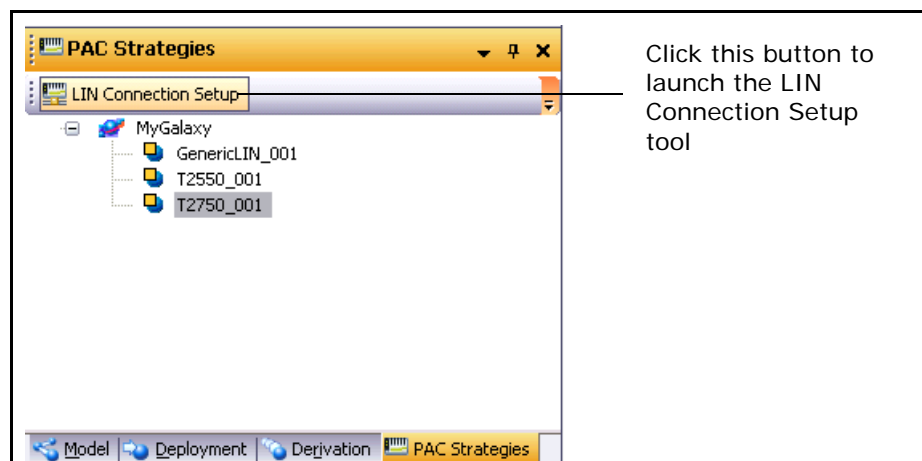 PAC Strategies
LIN Connection Setup
MyGalaxy
GenericLIN_001
T2550_001
T2750_001
Model
Deployment
Derivation
PAC Strategies
Click this button to
launch the LIN
Connection Setup
tool